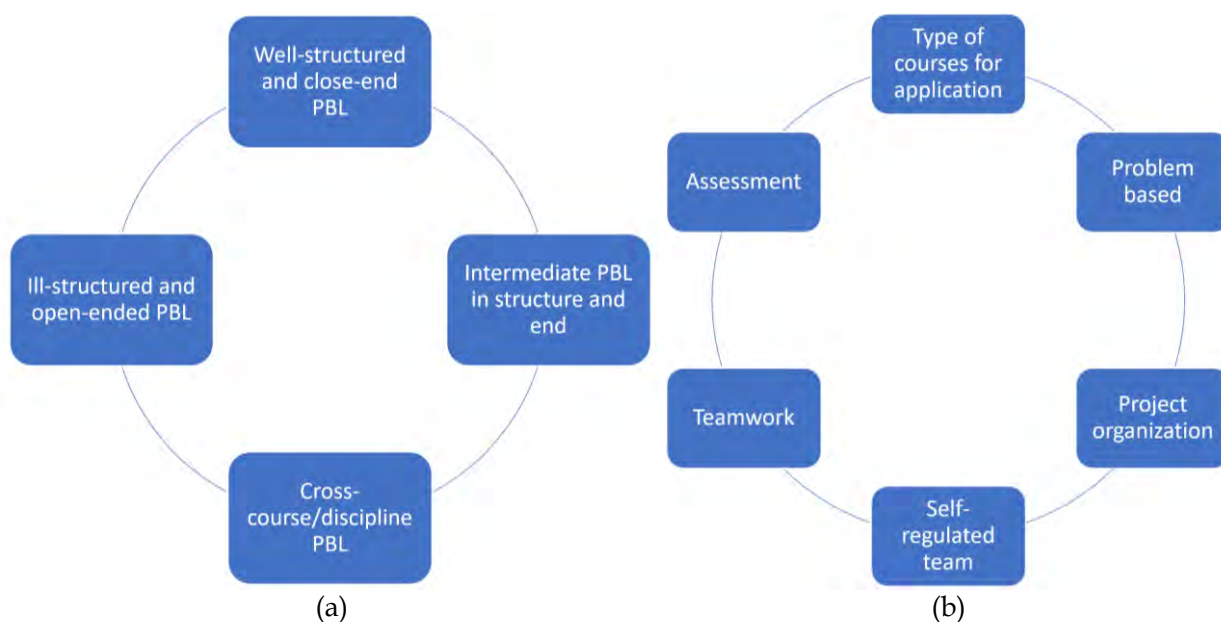 Well-structured
and close-end
PBL
Intermediate PBL
in structure and
end
Cross-
course/discipline
PBL
Ill-structured and
open-ended PBL
(a)
Type of
courses for
application
Problem
based
Project
organization
Self-
regulated
team
Teamwork
Assessment
(b)